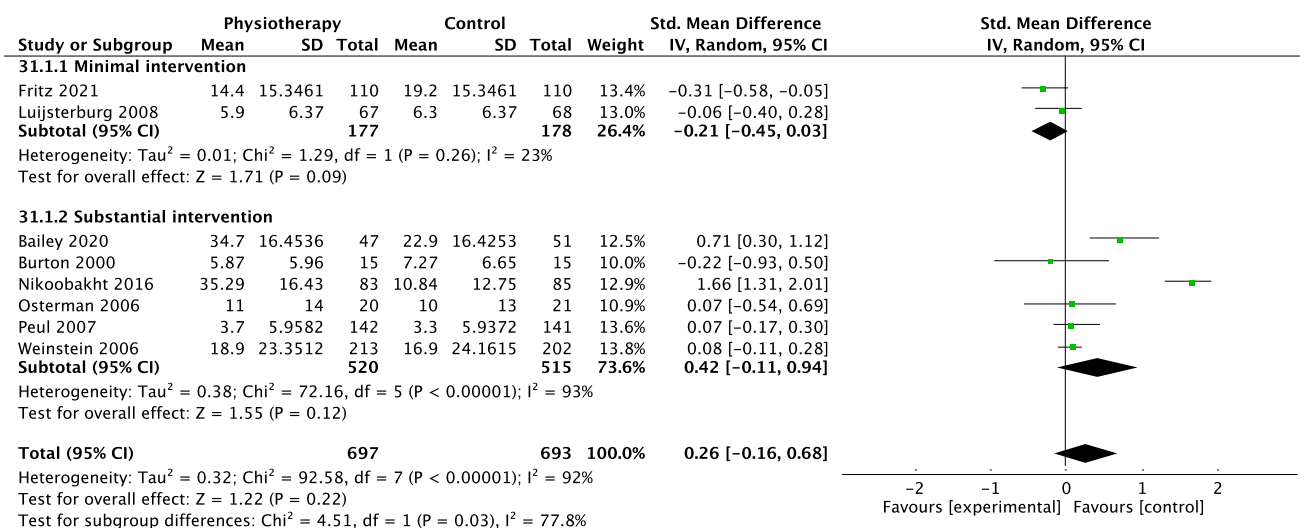 Physiotherapy Control Std. Mean Difference Std. Mean Difference
Study or Subgroup Mean SD Total Mean SD Total Weight IV, Random, 95% CI IV, Random, 95% CI
31.1.1 Minimal intervention
Fritz 2021 14.4 15.3461 110 19.2 15.3461 110 13.4% −0.31 [−0.58, −0.05]
Luijsterburg 2008 5.9 6.37 67 6.3 6.37 68 13.0% −0.06 [−0.40, 0.28]
Subtotal (95% CI) 177 178 26.4% −0.21 [−0.45, 0.03]
Heterogeneity: Tau² = 0.01; Chi² = 1.29, df = 1 (P = 0.26); I² = 23%
Test for overall effect: Z = 1.71 (P = 0.09)
31.1.2 Substantial intervention
Bailey 2020 34.7 16.4536 47 22.9 16.4253 51 12.5% 0.71 [0.30, 1.12]
Burton 2000 5.87 5.96 15 7.27 6.65 15 10.0% −0.22 [−0.93, 0.50]
Nikoobakht 2016 35.29 16.43 83 10.84 12.75 85 12.9% 1.66 [1.31, 2.01]
Osterman 2006 11 14 20 10 13 21 10.9% 0.07 [−0.54, 0.69]
Peul 2007 3.7 5.9582 142 3.3 5.9372 141 13.6% 0.07 [−0.17, 0.30]
Weinstein 2006 18.9 23.3512 213 16.9 24.1615 202 13.8% 0.08 [−0.11, 0.28]
Subtotal (95% CI) 520 515 73.6% 0.42 [−0.11, 0.94]
Heterogeneity: Tau² = 0.38; Chi² = 72.16, df = 5 (P < 0.00001); I² = 93%
Test for overall effect: Z = 1.55 (P = 0.12)
Total (95% CI) 697 693 100.0% 0.26 [−0.16, 0.68]
Heterogeneity: Tau² = 0.32; Chi² = 92.58, df = 7 (P < 0.00001); I² = 92%
Test for overall effect: Z = 1.22 (P = 0.22)
Test for subgroup differences: Chi² = 4.51, df = 1 (P = 0.03), I² = 77.8%
−2 −1 0 1 2
Favours [experimental] Favours [control]